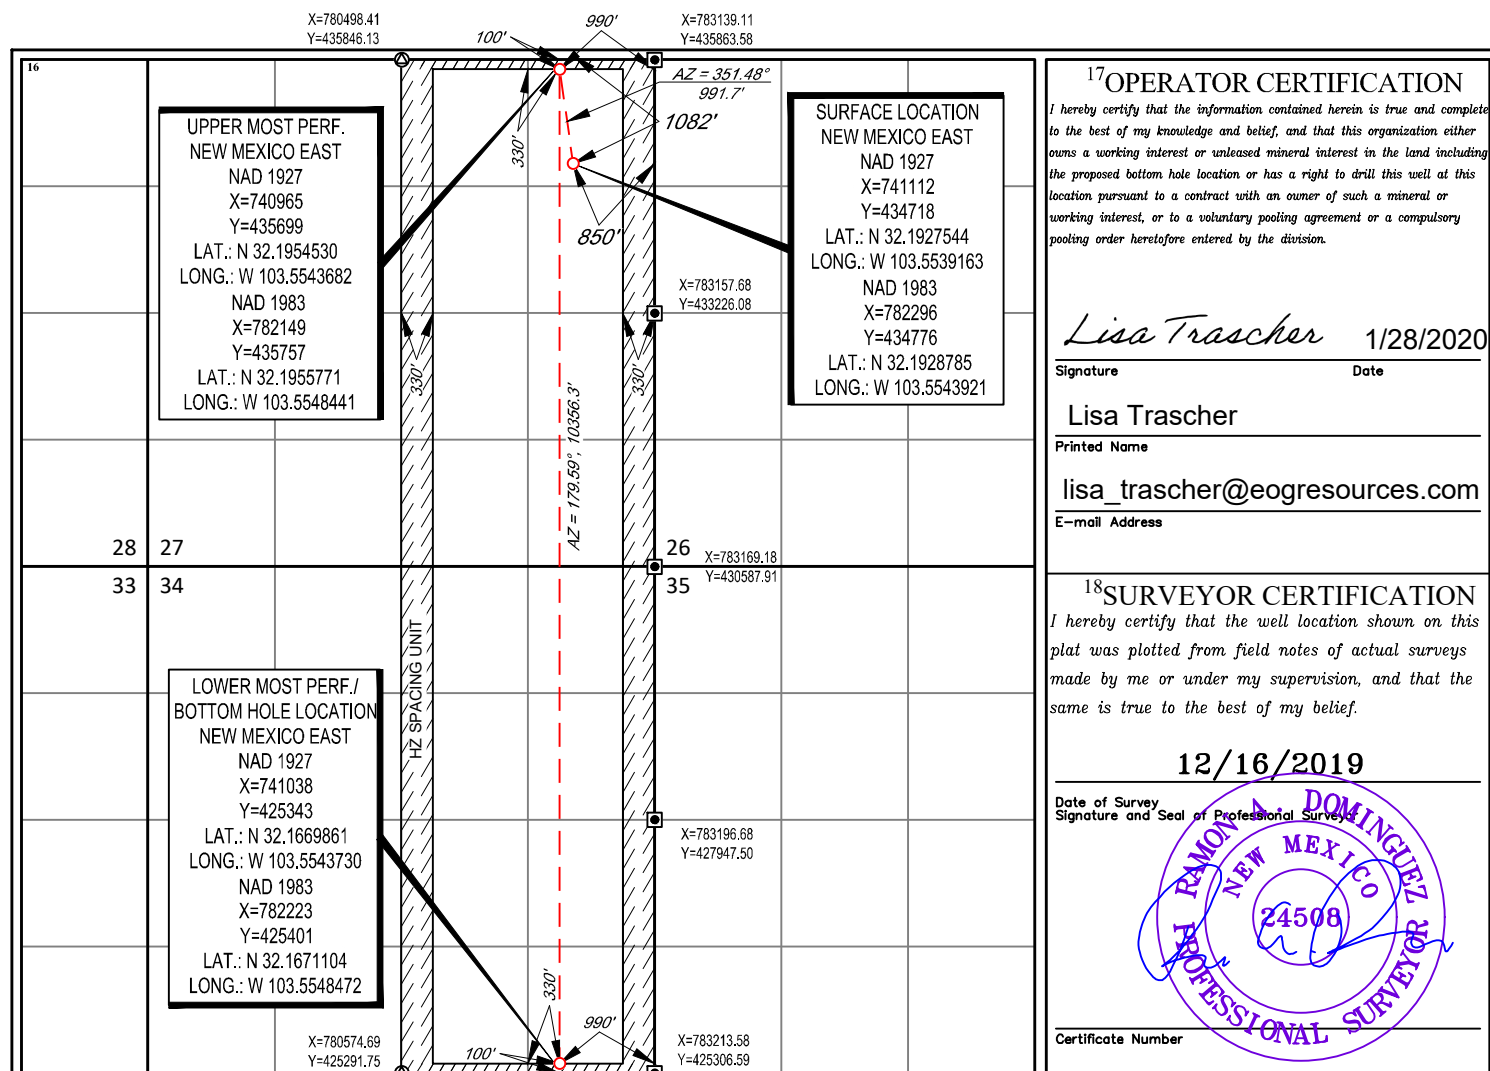 X=780498.41
Y=435846.13
100'
990'
X=783139.11
Y=435863.58
16
AZ = 351.48°
991.7'
1082'
330'
850'
UPPER MOST PERF.
NEW MEXICO EAST
NAD 1927
X=740965
Y=435699
LAT.: N 32.1954530
LONG.: W 103.5543682
NAD 1983
X=782149
Y=435757
LAT.: N 32.1955771
LONG.: W 103.5548441
SURFACE LOCATION
NEW MEXICO EAST
NAD 1927
X=741112
Y=434718
LAT.: N 32.1927544
LONG.: W 103.5539163
NAD 1983
X=782296
Y=434776
LAT.: N 32.1928785
LONG.: W 103.5543921
X=783157.68
Y=433226.08
330'
330'
AZ = 179.59°, 10356.3'
28 27
26
X=783169.18
Y=430587.91
33 34
35
HZ SPACING UNIT
LOWER MOST PERF./
BOTTOM HOLE LOCATION
NEW MEXICO EAST
NAD 1927
X=741038
Y=425343
LAT.: N 32.1669861
LONG.: W 103.5543730
NAD 1983
X=782223
Y=425401
LAT.: N 32.1671104
LONG.: W 103.5548472
X=783196.68
Y=427947.50
330'
990'
100'
X=780574.69
Y=425291.75
X=783213.58
Y=425306.59
17 OPERATOR CERTIFICATION
I hereby certify that the information contained herein is true and complete
to the best of my knowledge and belief, and that this organization either
owns a working interest or unleased mineral interest in the land including
the proposed bottom hole location or has a right to drill this well at this
location pursuant to a contract with an owner of such a mineral or
working interest, or to a voluntary pooling agreement or a compulsory
pooling order heretofore entered by the division.
Lisa Trascher 1/28/2020
Signature Date
Lisa Trascher
Printed Name
lisa_trascher@eogresources.com
E-mail Address
18 SURVEYOR CERTIFICATION
I hereby certify that the well location shown on this
plat was plotted from field notes of actual surveys
made by me or under my supervision, and that the
same is true to the best of my belief.
12/16/2019
Date of Survey
Signature and Seal of Professional Surveyor
RAMON A. DOMINGUEZ
NEW MEXICO
24508
PROFESSIONAL SURVEYOR
Certificate Number